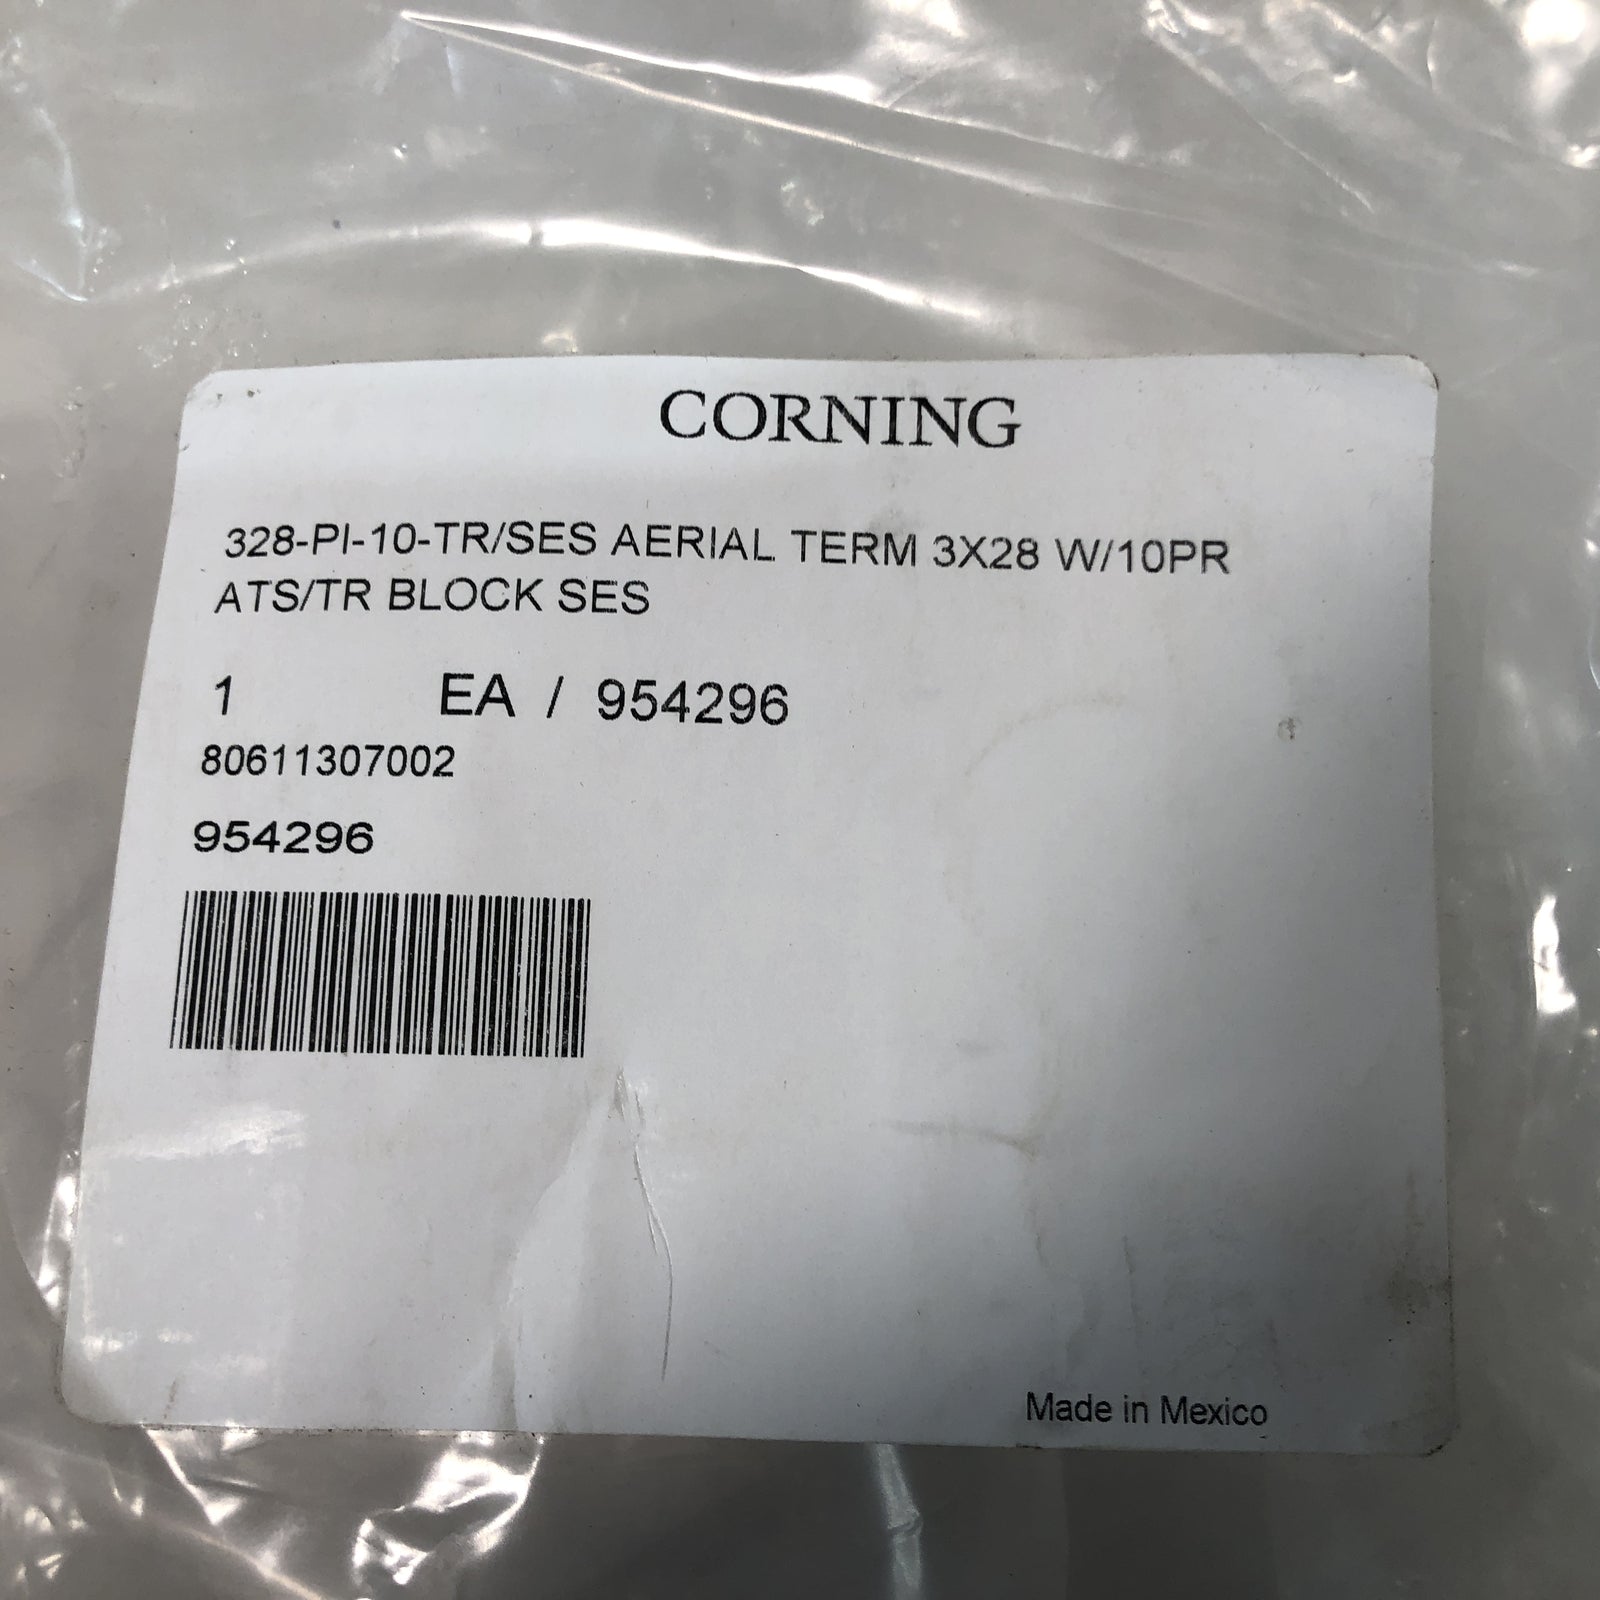 CORNING
328-PI-10-TR/SES AERIAL TERM 3X28 W/10PR
ATS/TR BLOCK SES
1 EA / 954296
80611307002
954296
Made in Mexico